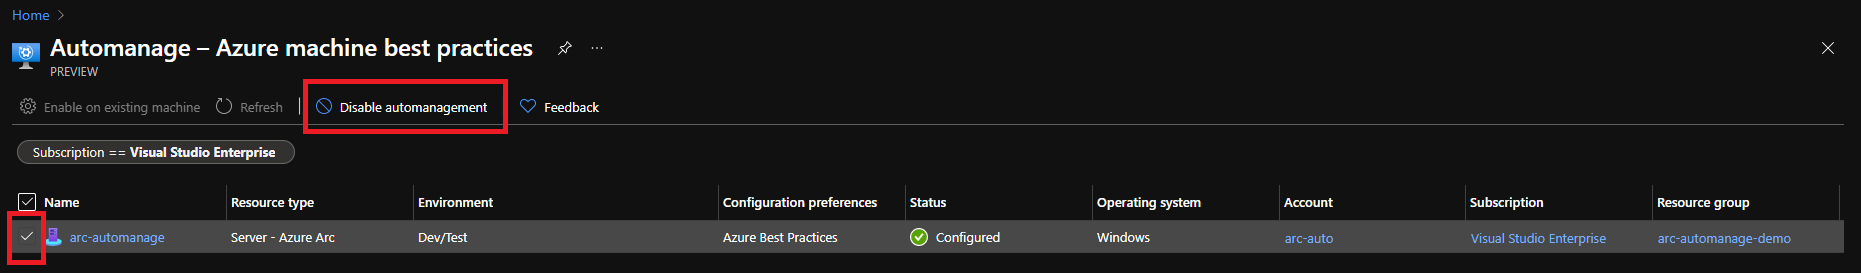 Home
Automanage – Azure machine best practices
PREVIEW
Enable on existing machine Refresh Disable automanagement Feedback
Subscription == Visual Studio Enterprise
Name Resource type Environment Configuration preferences Status Operating system Account Subscription Resource group
arc-automanage Server - Azure Arc Dev/Test Azure Best Practices Configured Windows arc-auto Visual Studio Enterprise arc-automanage-demo